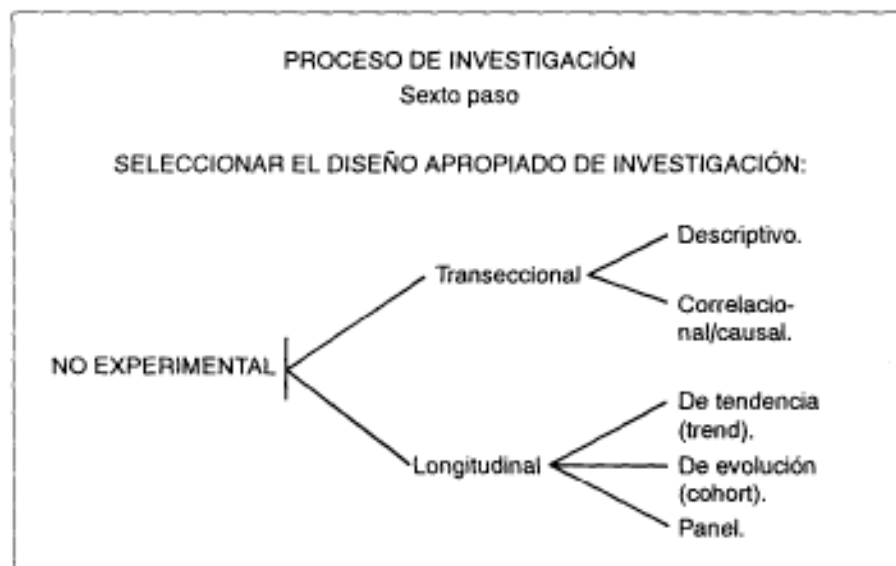 PROCESO DE INVESTIGACIÓN
Sexto paso
SELECCIONAR EL DISEÑO APROPIADO DE INVESTIGACIÓN:
Descriptivo.
Transeccional
Correlacio-
nal/causal.
NO EXPERIMENTAL
De tendencia
(trend).
Longitudinal
De evolución
(cohort).
Panel.